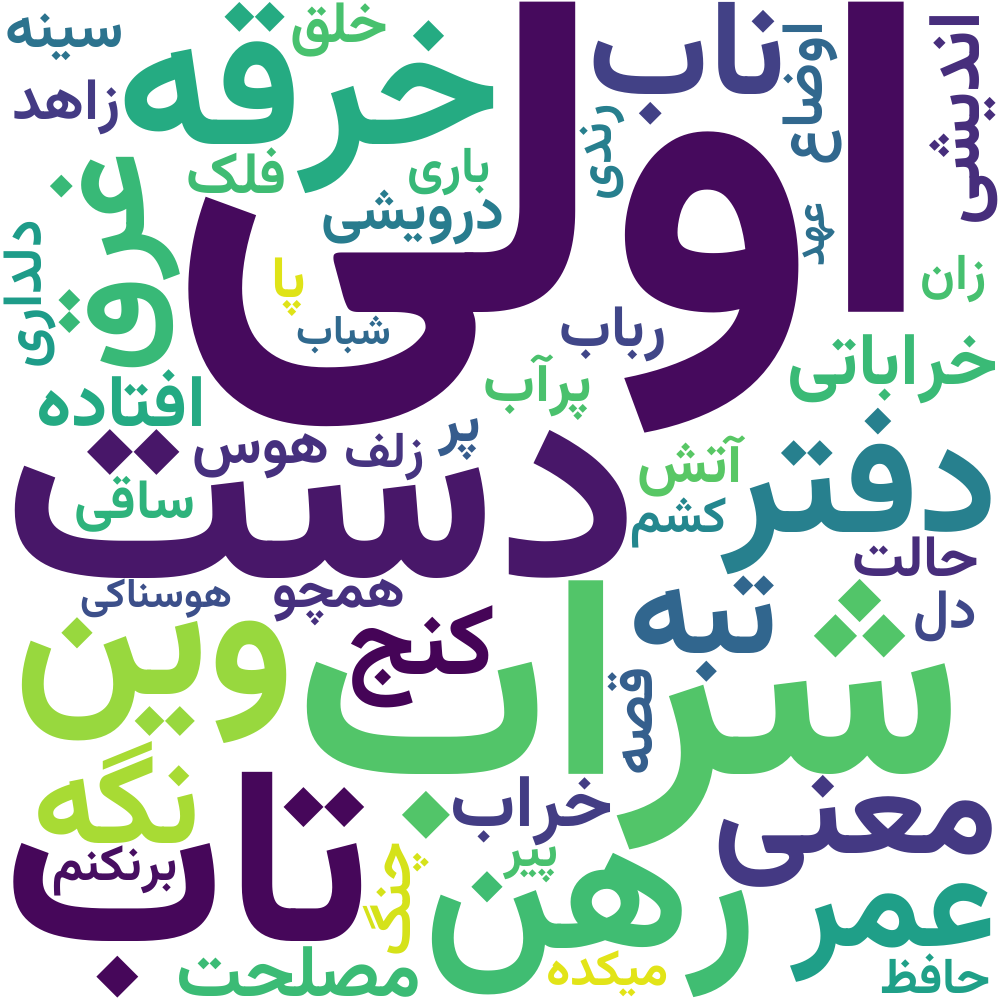 سینه
خلق
خرقه
ناب
اوضاع
اندیشی
زاهد
اولی
رندی
فلک
باری
غرق
درویشی
عهد
دلداری
پا
زان
شباب
رباب
خراباتی
افتاده
پرآب
پر
زلف
هوس
دست
آتش
دفتر
ساقی
کشم
حالت
هوسناکی
همچو
تبه
دل
وین
کنج
شراب
قصه
نگه
خراب
معنی
تاب
برنکنم
چنگ
پیر
رهن
عمر
مصلحت
میکده
حافظ